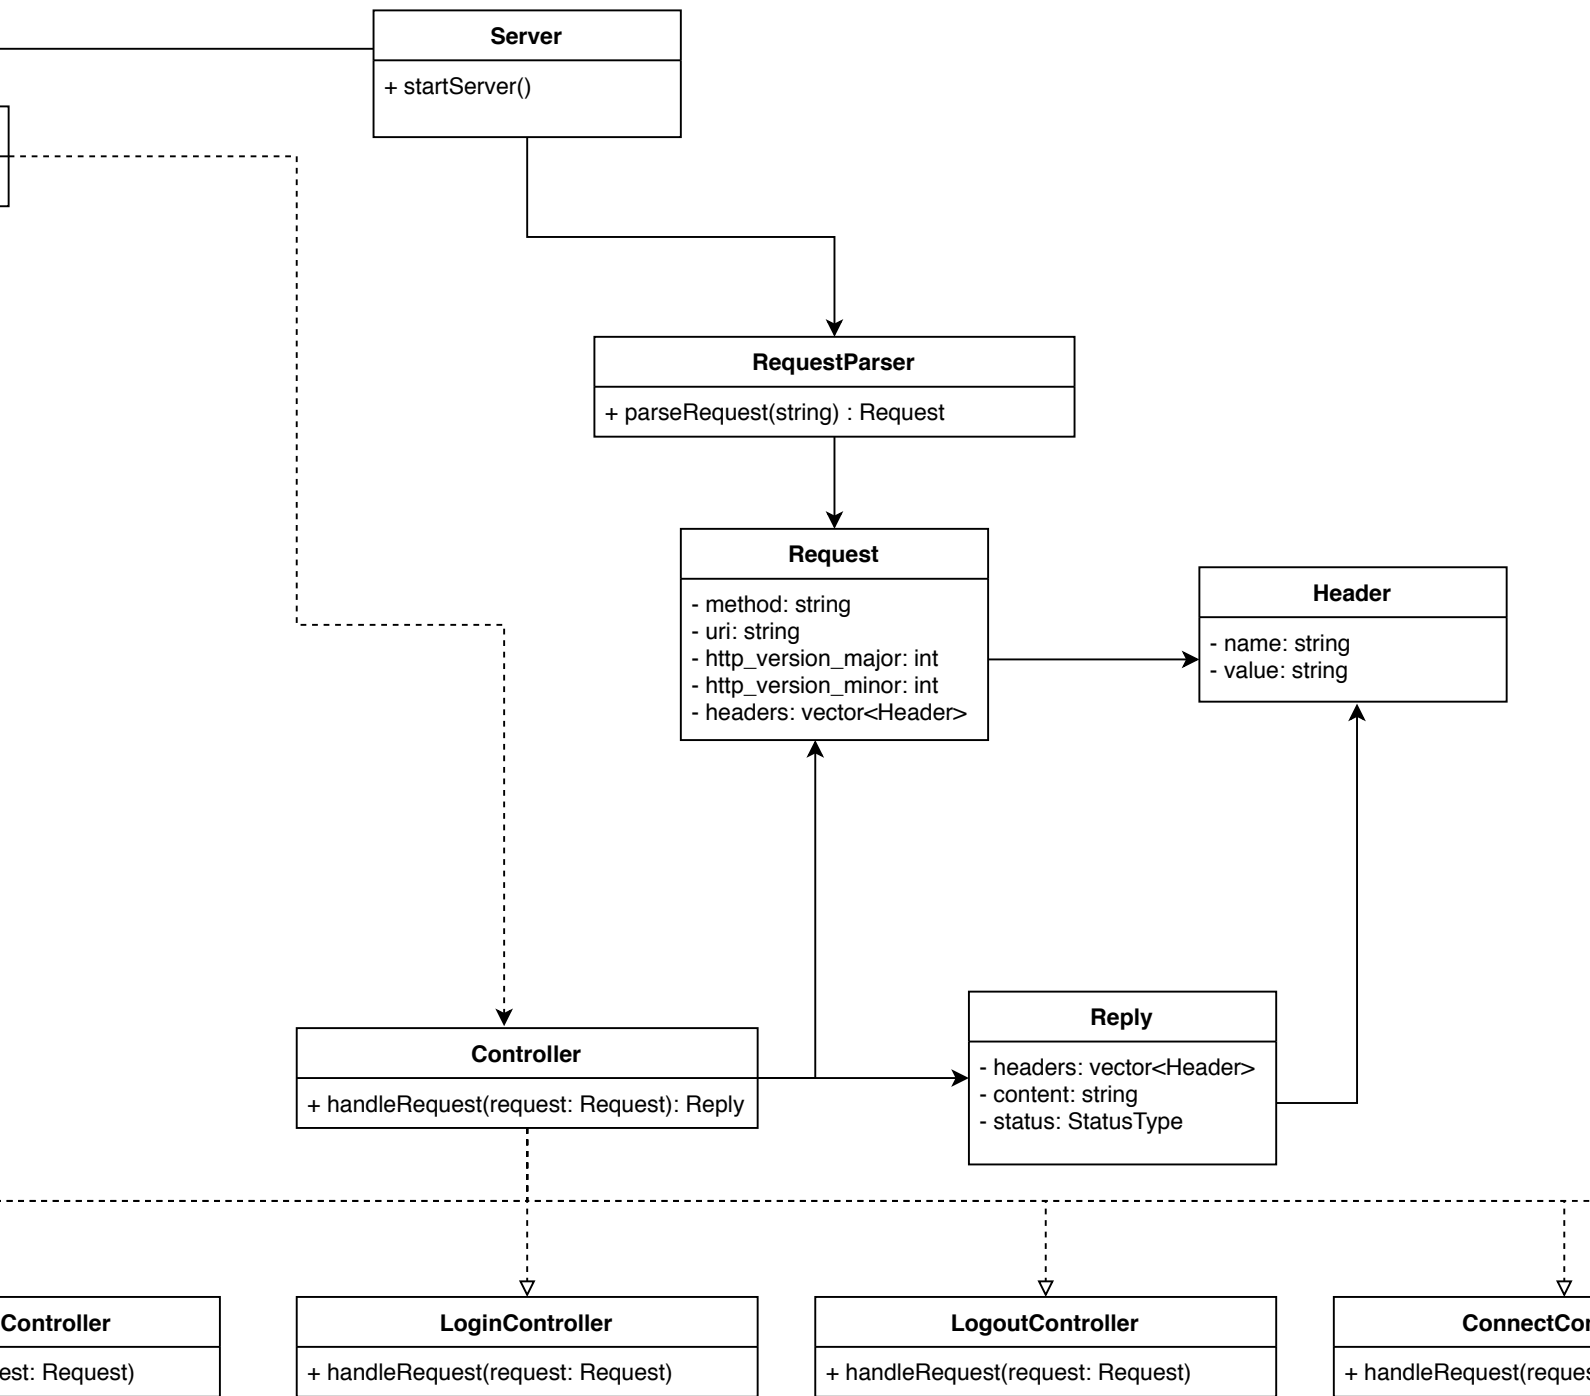 Server
+ startServer()
RequestParser
+ parseRequest(string) : Request
Request
- method: string
- uri: string
- http_version_major: int
- http_version_minor: int
- headers: vector<Header>
Header
- name: string
- value: string
Controller
+ handleRequest(request: Request): Reply
Reply
- headers: vector<Header>
- content: string
- status: StatusType
Controller
est: Request)
LoginController
+ handleRequest(request: Request)
LogoutController
+ handleRequest(request: Request)
ConnectCon
+ handleRequest(reques